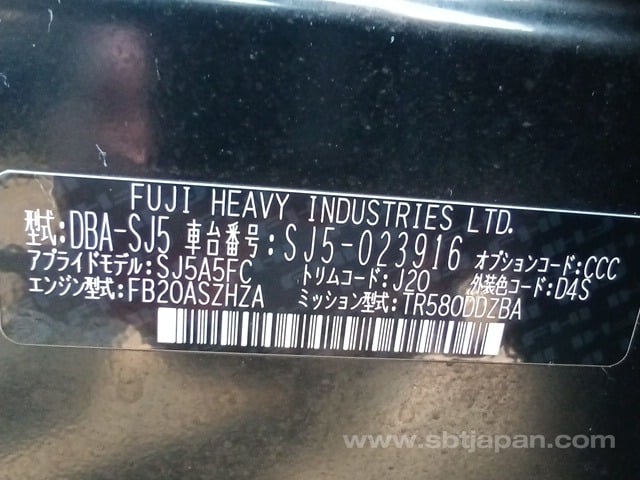 FUJI HEAVY INDUSTRIES LTD.
型式:DBA-SJ5 車台番号:SJ5-023916 オプションコード:CCC
アプライドモデル:SJ5A5FC トリムコード:J20 外装色コード:D4S
エンジン型式:FB20ASZHZA ミッション型式:TR580DDZBA
www.sbtjapan.com